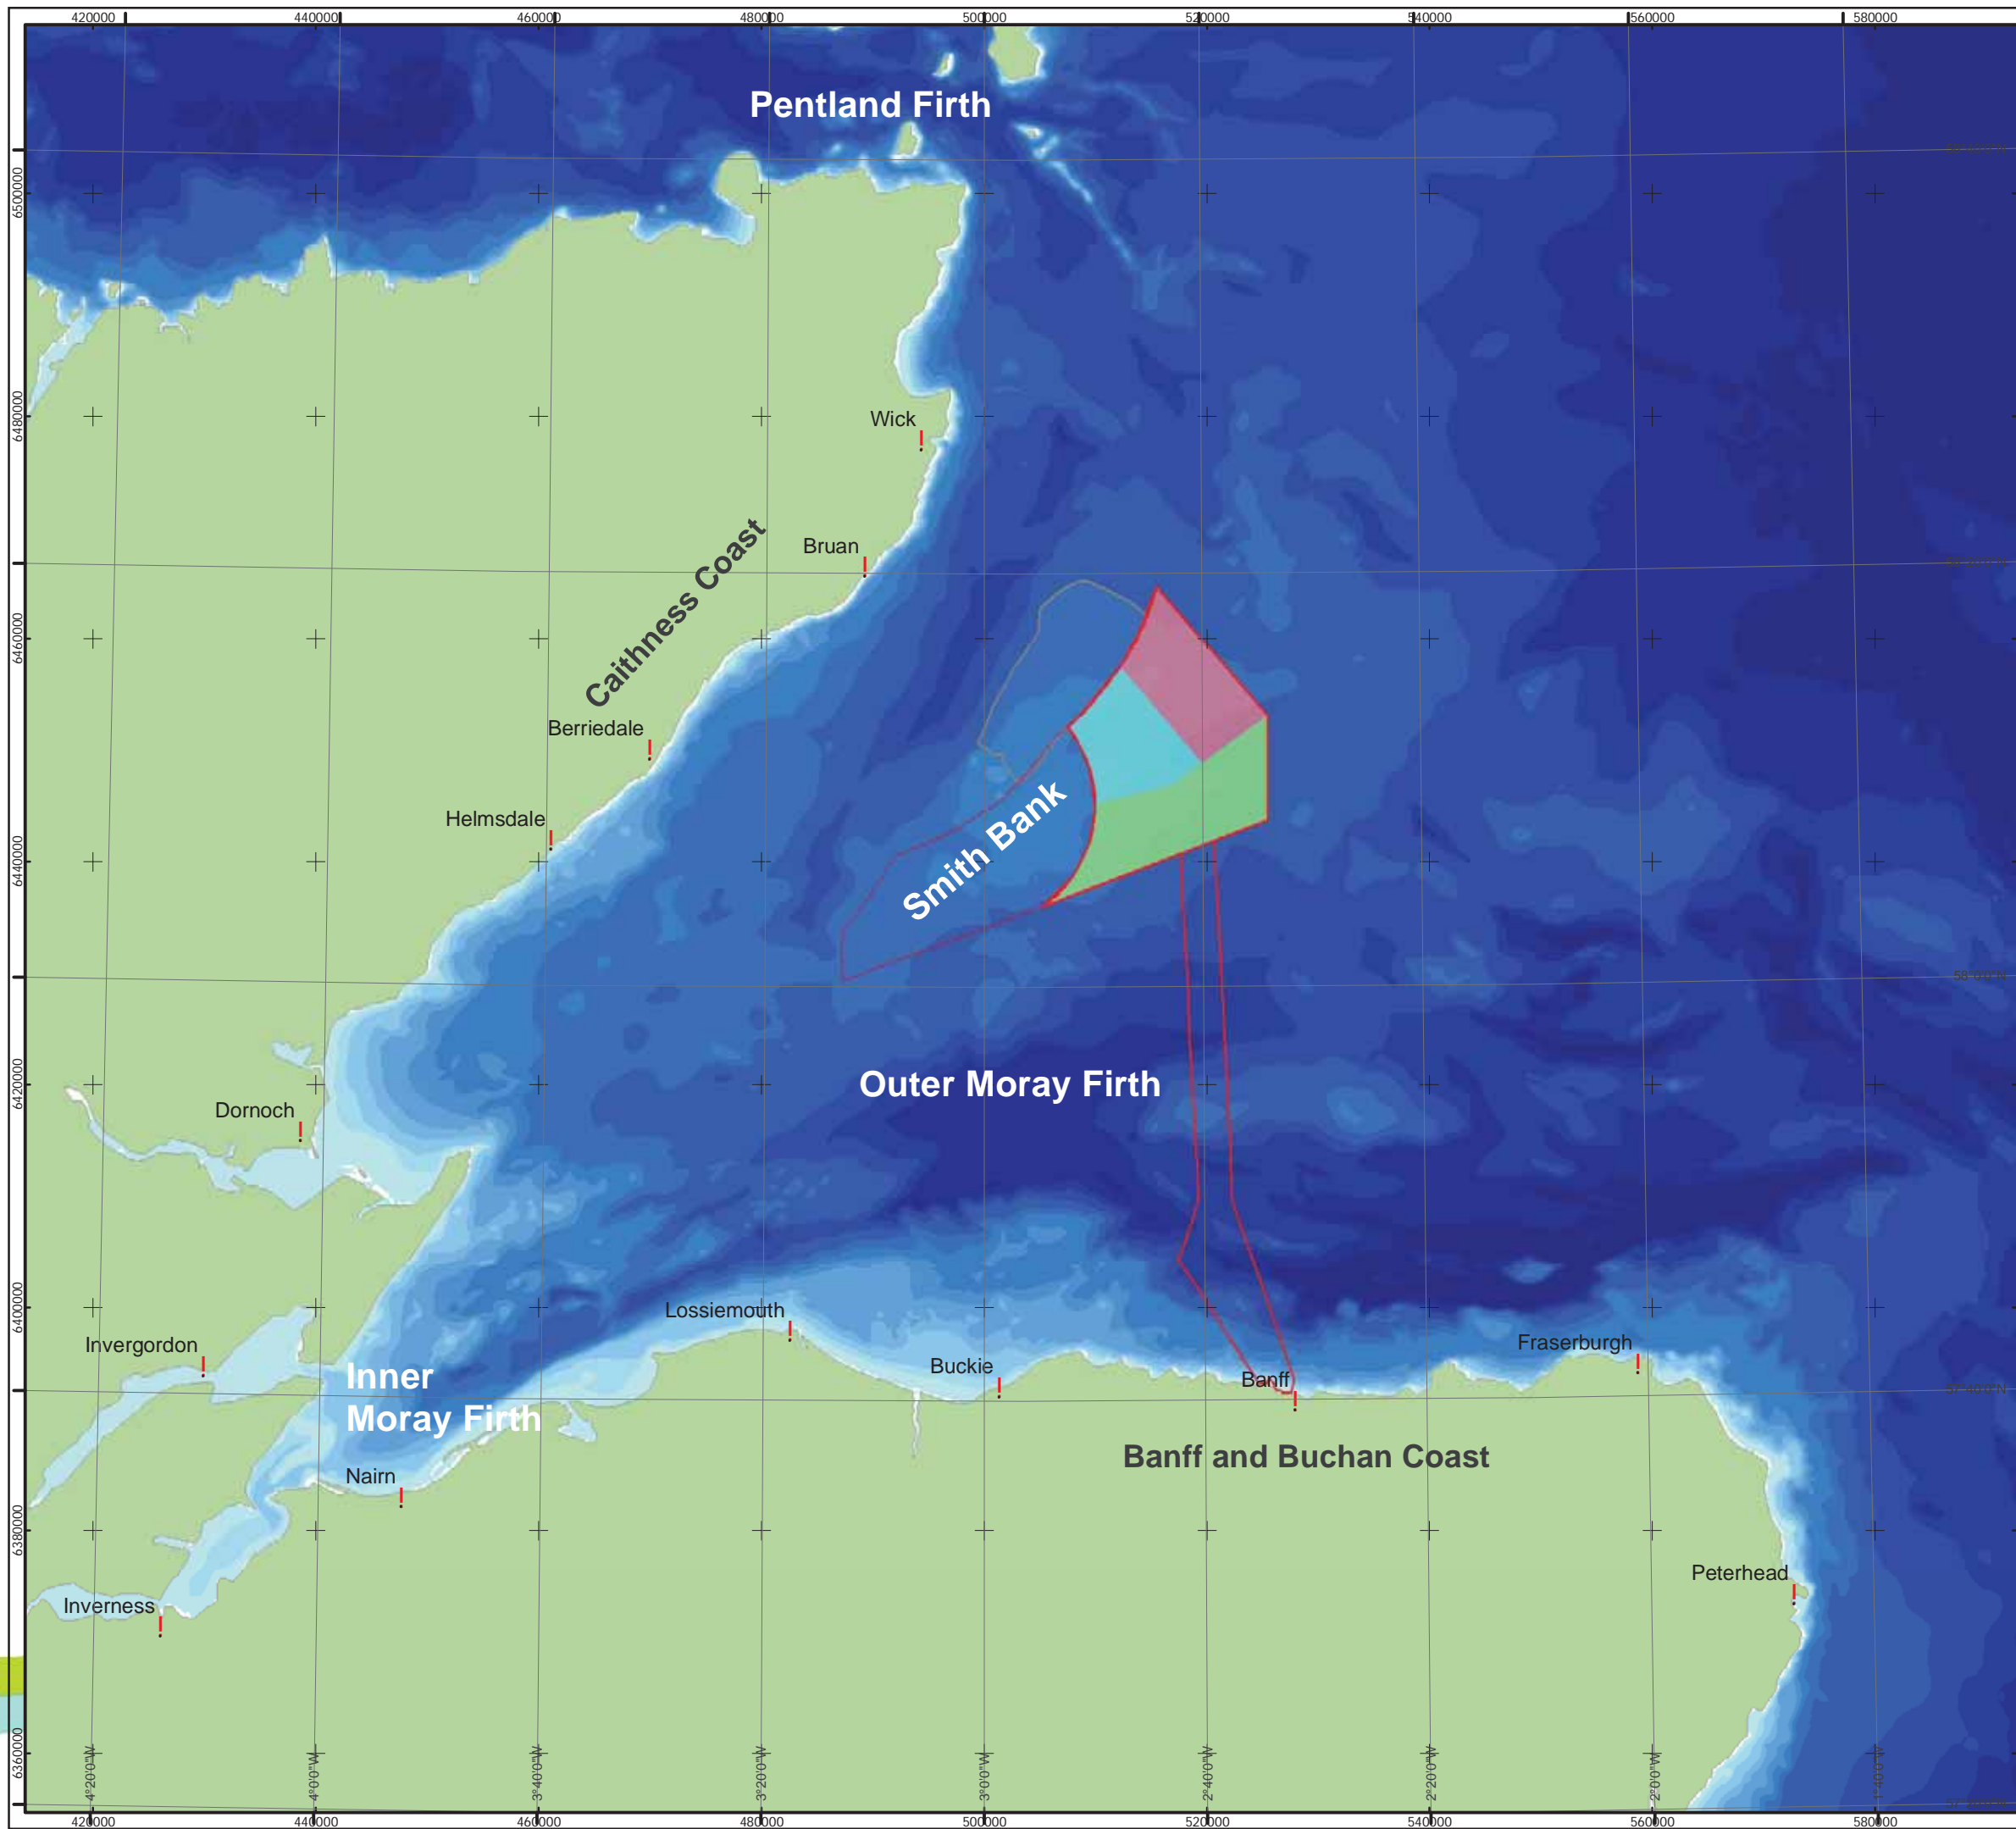 420000 440000 460000 480000 500000 520000 540000 560000 580000
Pentland Firth
6500000
6480000
Wick
Bruan
Caithness Coast
6460000
Berriedale
Smith Bank
Helmsdale
6440000
Outer Moray Firth
6420000
Dornoch
6400000
Lossiemouth
Invergordon
Fraserburgh
Buckie
Inner
Moray Firth
Banff
Banff and Buchan Coast
Nairn
6380000
Peterhead
Inverness
6360000
4°20'0"W 4°0'0"W 3°40'0"W 3°20'0"W 3°0'0"W 2°40'0"W 2°20'0"W 2°0'0"W 1°40'0"W
420000 440000 460000 480000 500000 520000 540000 560000 580000